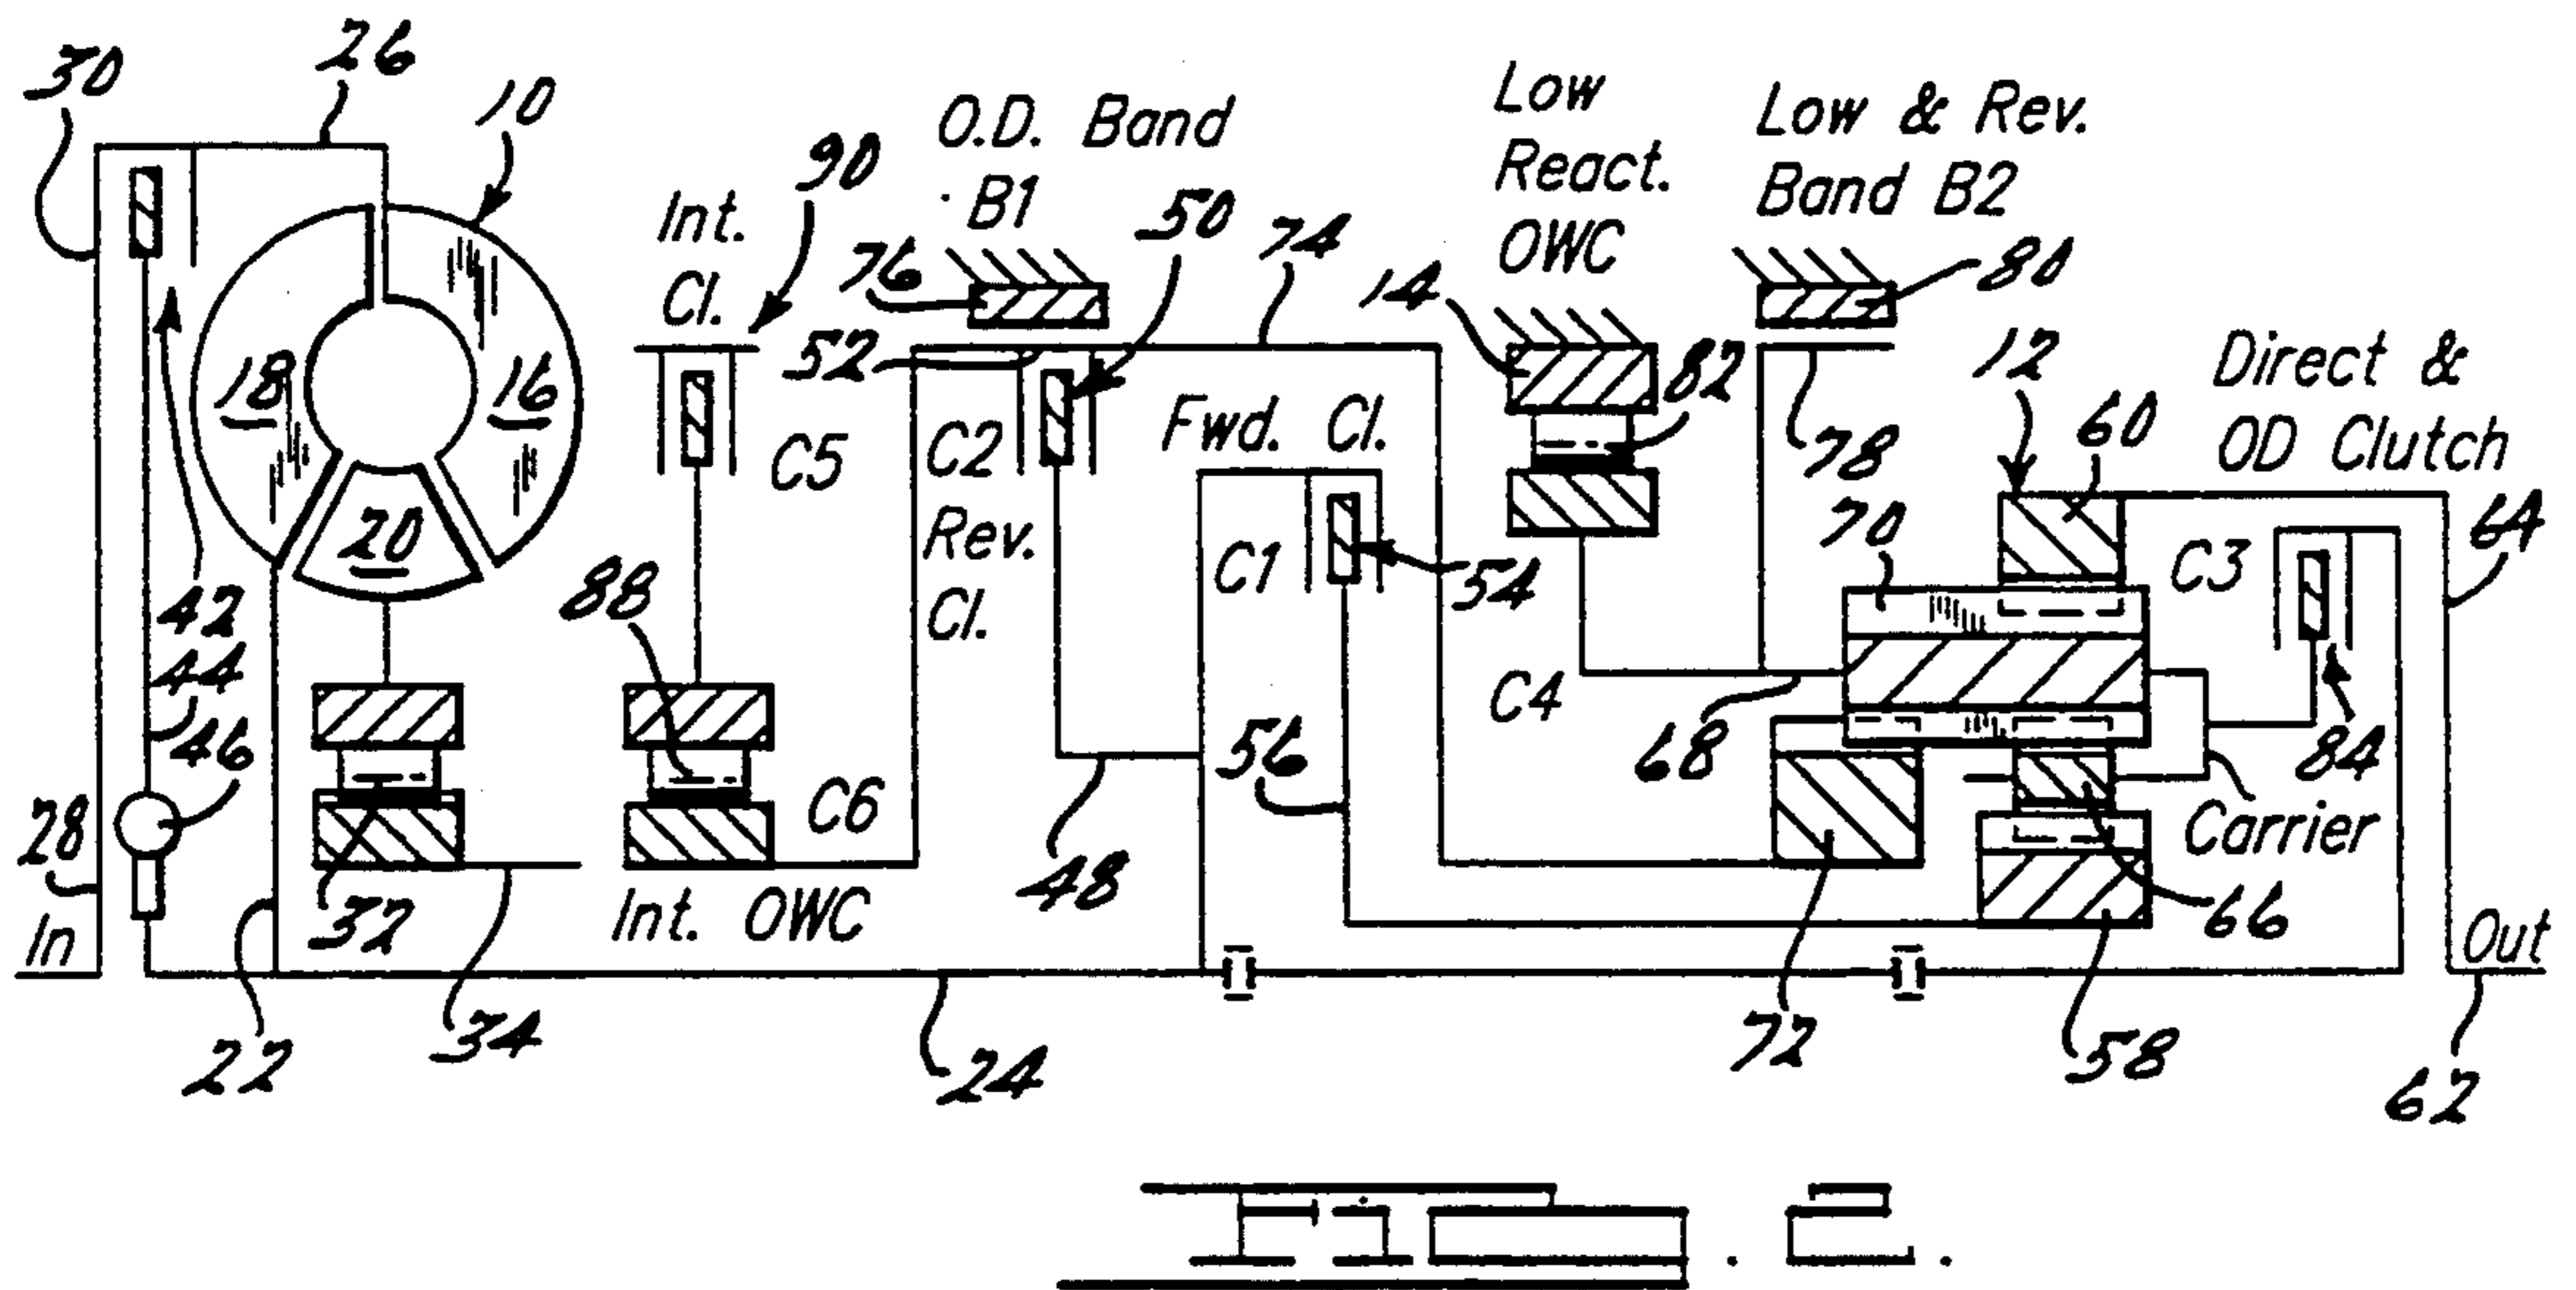 30
26
10
O.D. Band
B1
90
50
Int.
Cl.
76
52
74
Low
React.
OWC
Low & Rev.
Band B2
14
82
80
78
12
60
Direct &
OD Clutch
18
16
20
C5
C2
Rev.
Cl.
Fwd. Cl.
C1
54
70
C3
64
42
44
46
88
C4
68
56
84
Carrier
28
In
32
C6
Int. OWC
48
66
Out
22
34
24
72
58
62
FIG. 2.